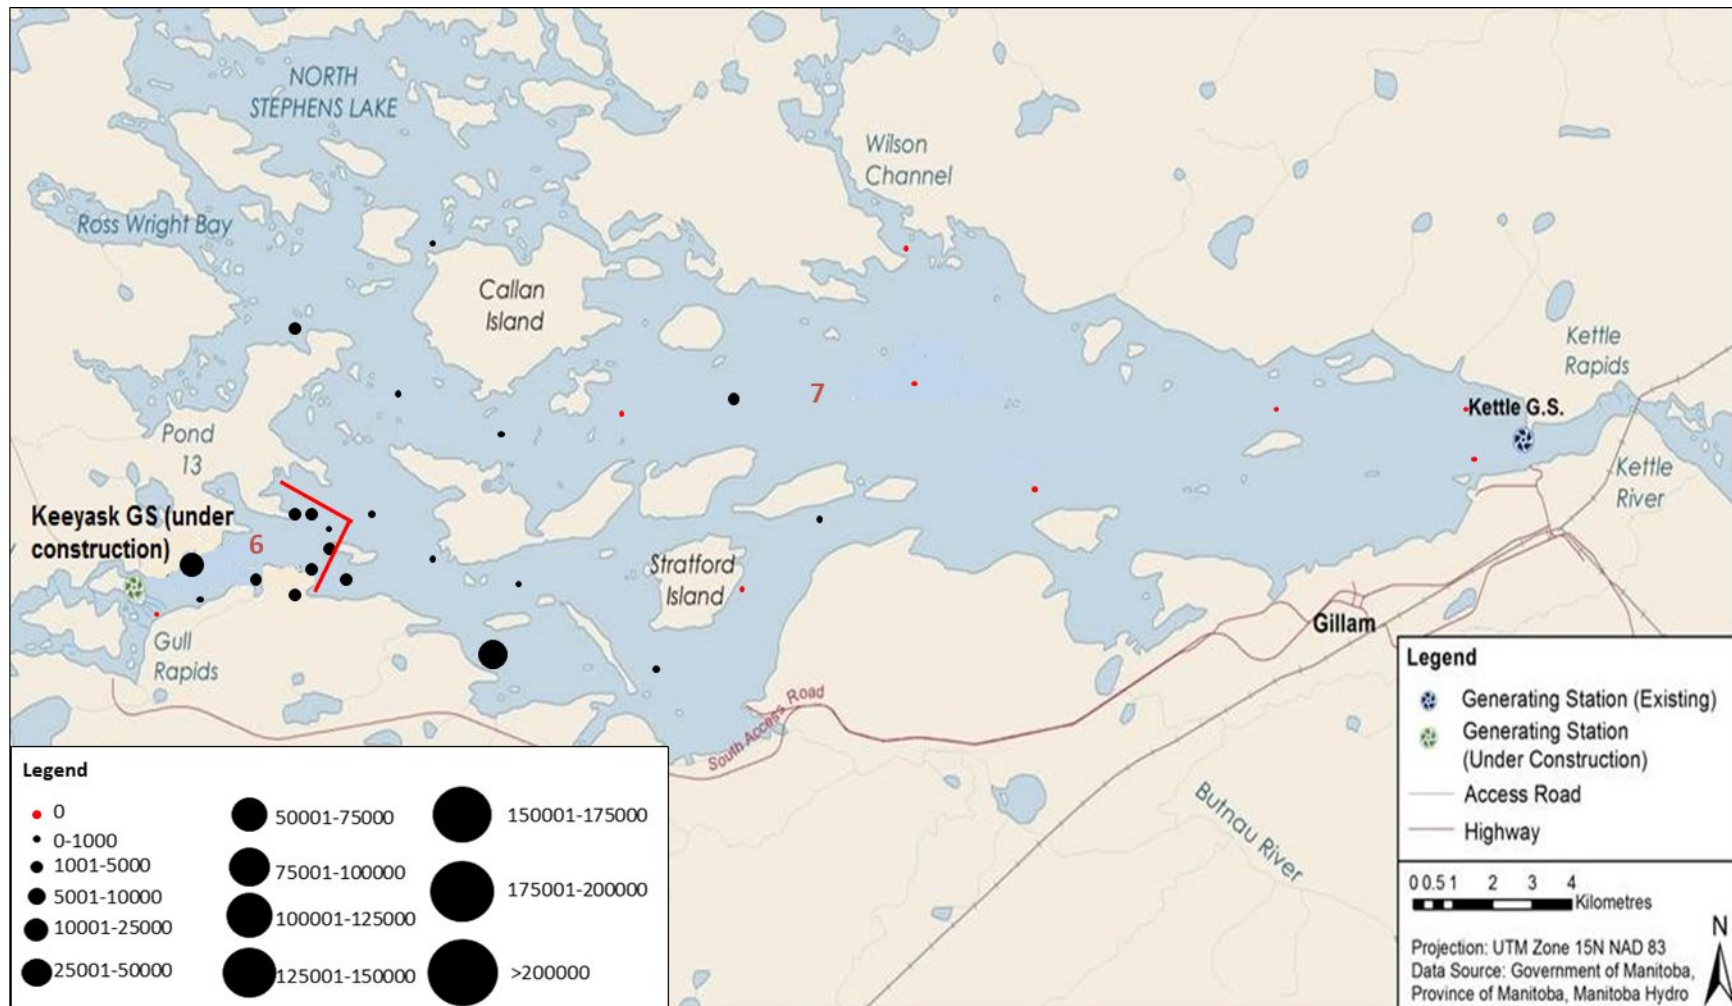 NORTH
STEPHENS LAKE
Wilson
Channel
Ross Wright Bay
Callan
Island
Kettle
Rapids
7
Kettle G.S.
Pond
13
Kettle
River
Keeyask GS (under
construction)
6
Stratford
Island
Gillam
Gull
Rapids
South Access Road
Butnau River
Legend
Generating Station (Existing)
Generating Station
(Under Construction)
Access Road
Highway
0 0.5 1 2 3 4
Kilometres
N
Projection: UTM Zone 15N NAD 83
Data Source: Government of Manitoba,
Province of Manitoba, Manitoba Hydro
Legend
0
0-1000
1001-5000
5001-10000
10001-25000
25001-50000
50001-75000
75001-100000
100001-125000
125001-150000
150001-175000
175001-200000
>200000